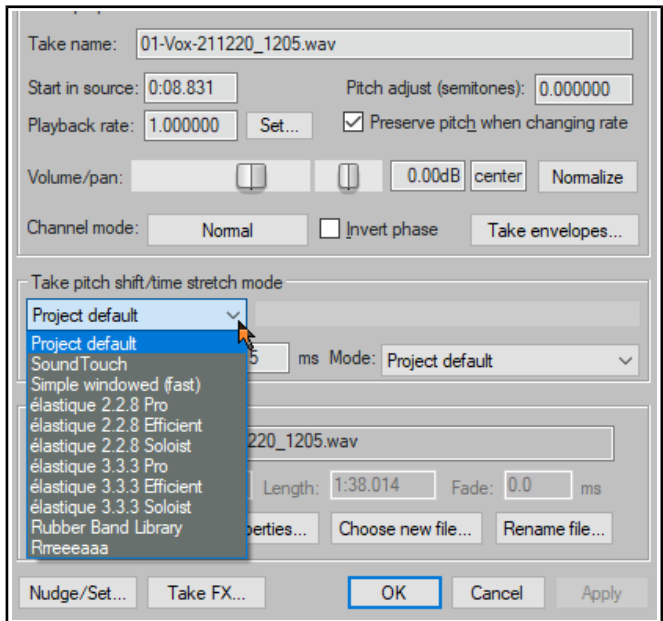 Take name: 01-Vox-211220_1205.wav
Start in source: 0:08.831 Pitch adjust (semitones): 0.000000
Playback rate: 1.000000 Set... Preserve pitch when changing rate
Volume/pan: 0.00dB center Normalize
Channel mode: Normal Invert phase Take envelopes...
Take pitch shift/time stretch mode
Project default
Project default
SoundTouch
5 ms Mode: Project default
Simple windowed (fast)
élastique 2.2.8 Pro
élastique 2.2.8 Efficient
élastique 2.2.8 Soloist
220_1205.wav
élastique 3.3.3 Pro
élastique 3.3.3 Efficient
Length: 1:38.014 Fade: 0.0 ms
élastique 3.3.3 Soloist
Rubber Band Library
perties... Choose new file... Rename file...
Rrreeeaaa
Nudge/Set... Take FX... OK Cancel Apply